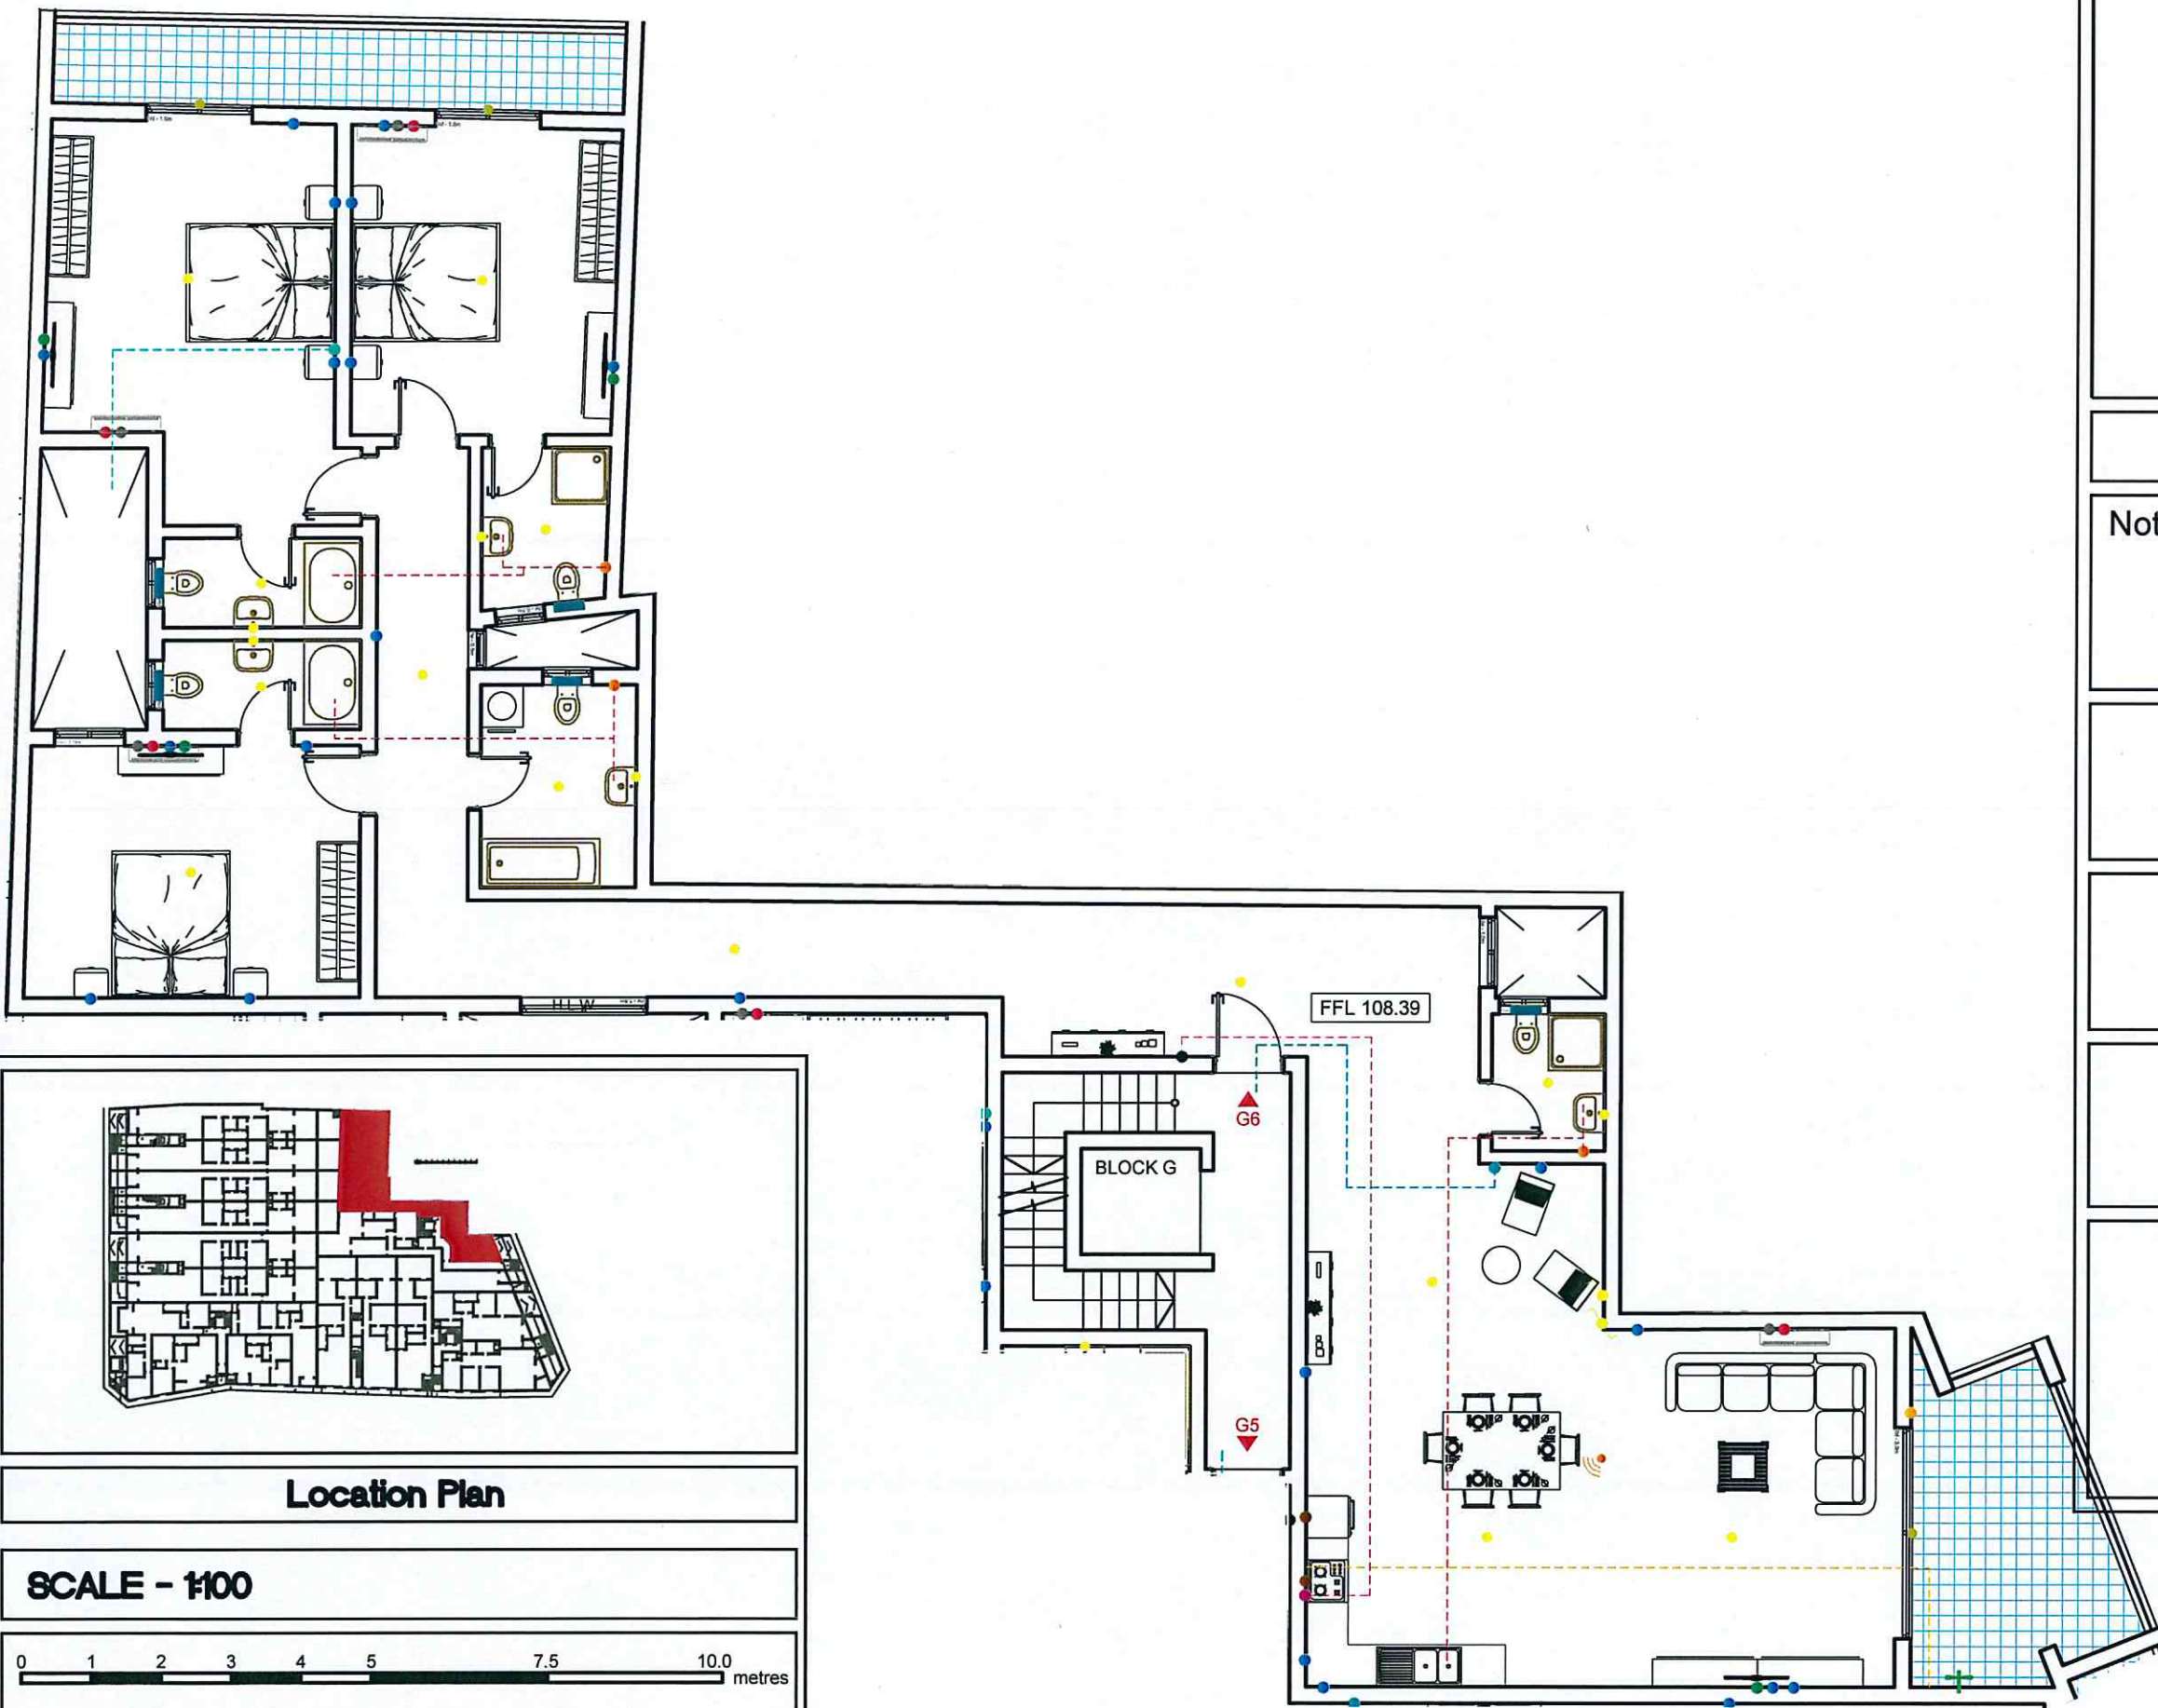 Not
H.L.W
FFL 108.39
G6
BLOCK G
G5
Location Plan
SCALE - 1:100
0 1 2 3 4 5 7.5 10.0 metres